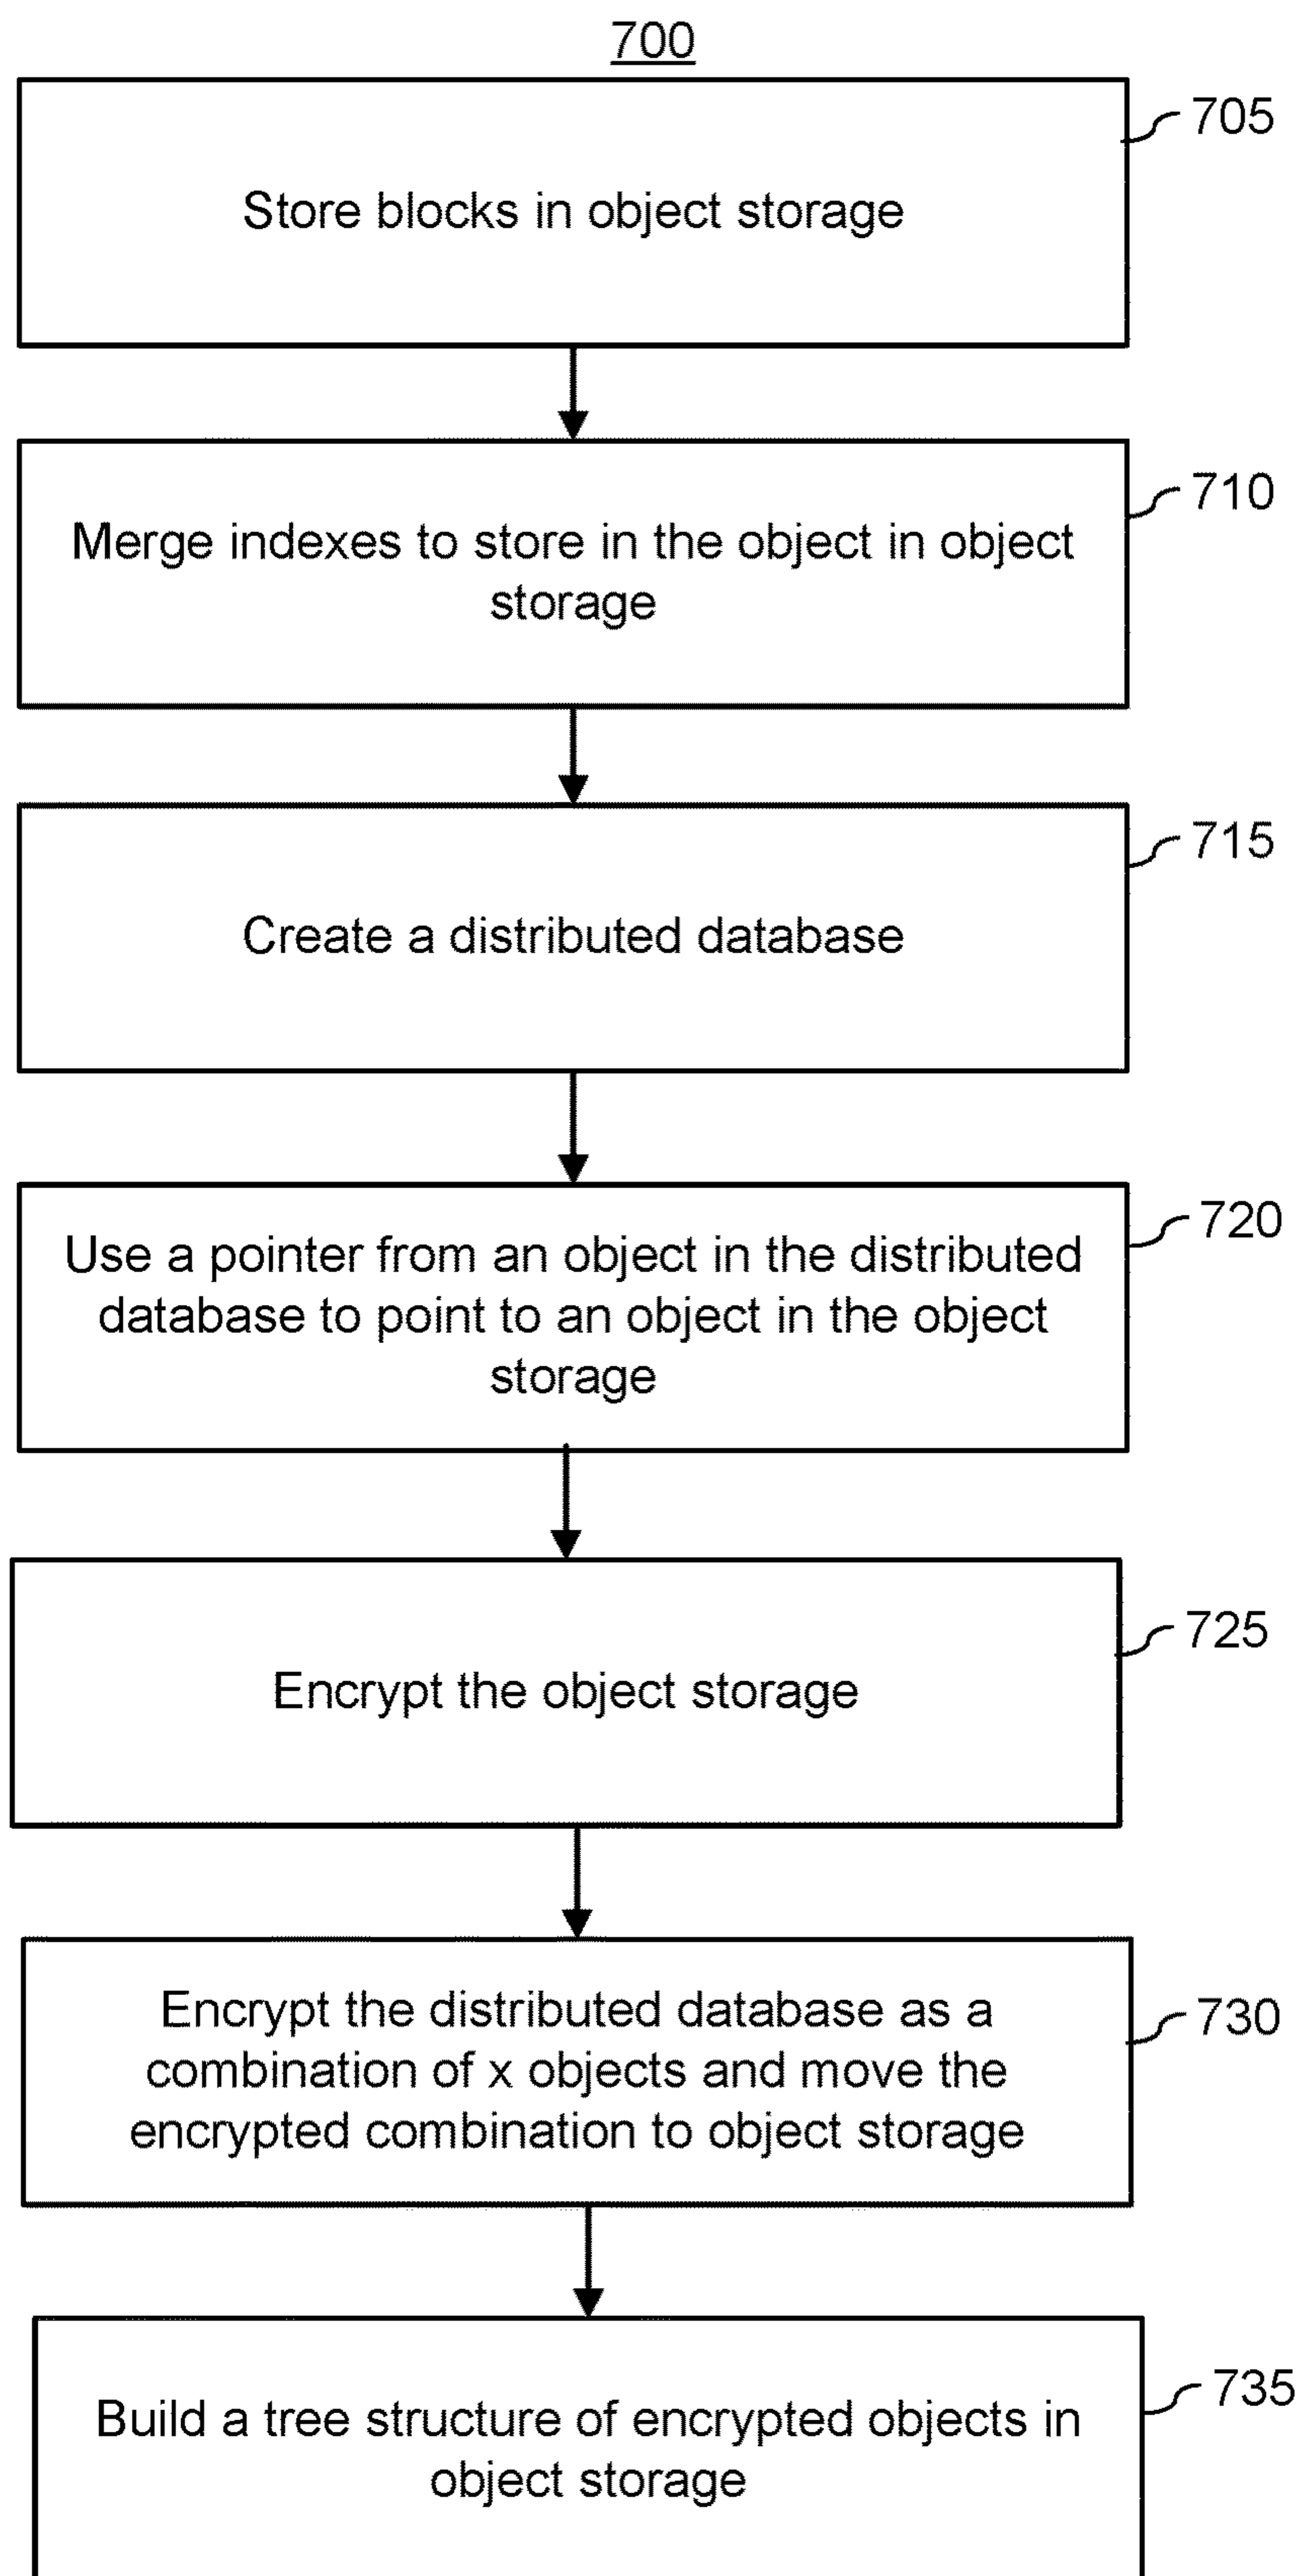 700
705
Store blocks in object storage
710
Merge indexes to store in the object in object
storage
715
Create a distributed database
720
Use a pointer from an object in the distributed
database to point to an object in the object
storage
725
Encrypt the object storage
730
Encrypt the distributed database as a
combination of x objects and move the
encrypted combination to object storage
735
Build a tree structure of encrypted objects in
object storage